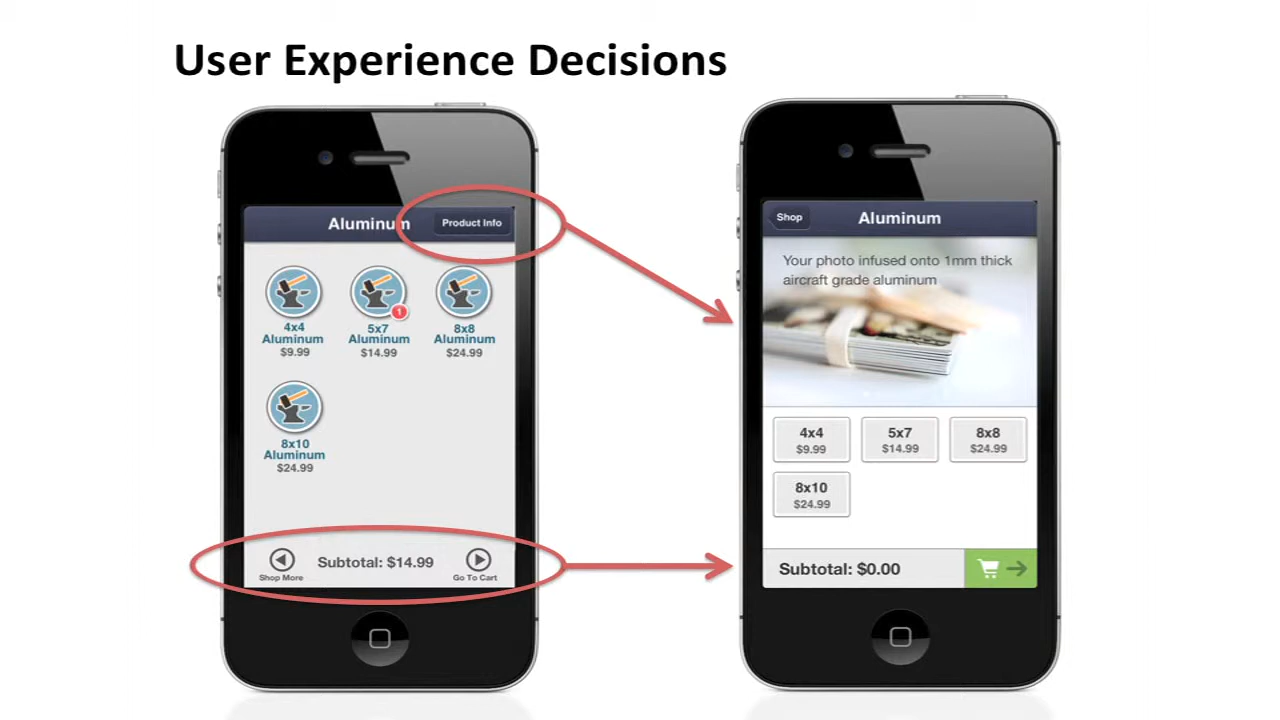 User Experience Decisions
Aluminum
Product Info
4x4
Aluminum
$9.99
1
5x7
Aluminum
$14.99
8x8
Aluminum
$24.99
8x10
Aluminum
$24.99
Shop More
Subtotal: $14.99
Go To Cart
Shop
Aluminum
Your photo infused onto 1mm thick
aircraft grade aluminum
4x4
$9.99
5x7
$14.99
8x8
$24.99
8x10
$24.99
Subtotal: $0.00